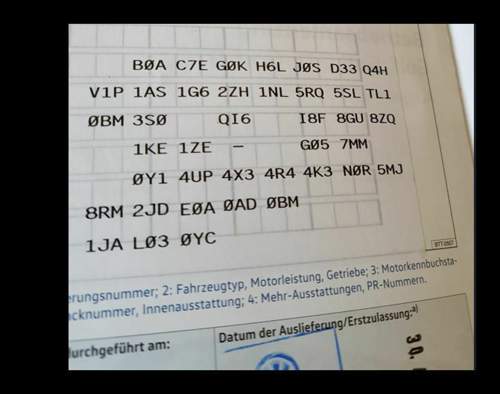 BØA C7E GØK H6L JØS D33 Q4H
V1P 1AS 1G6 2ZH 1NL 5RQ 5SL TL1
ØBM 3SØ QI6 I8F 8GU 8ZQ
1KE 1ZE - GØ5 7MM
ØY1 4UP 4X3 4R4 4K3 NØR 5MJ
8RM 2JD EØA ØAD ØBM
1JA LØ3 ØYC
erungsnummer; 2: Fahrzeugtyp, Motorleistung, Getriebe; 3: Motorkennbuchsta-
cknummer, Innenausstattung; 4: Mehr-Ausstattungen, PR-Nummern.
durchgeführt am:
Datum der Auslieferung/Erstzulassung:a)
30.